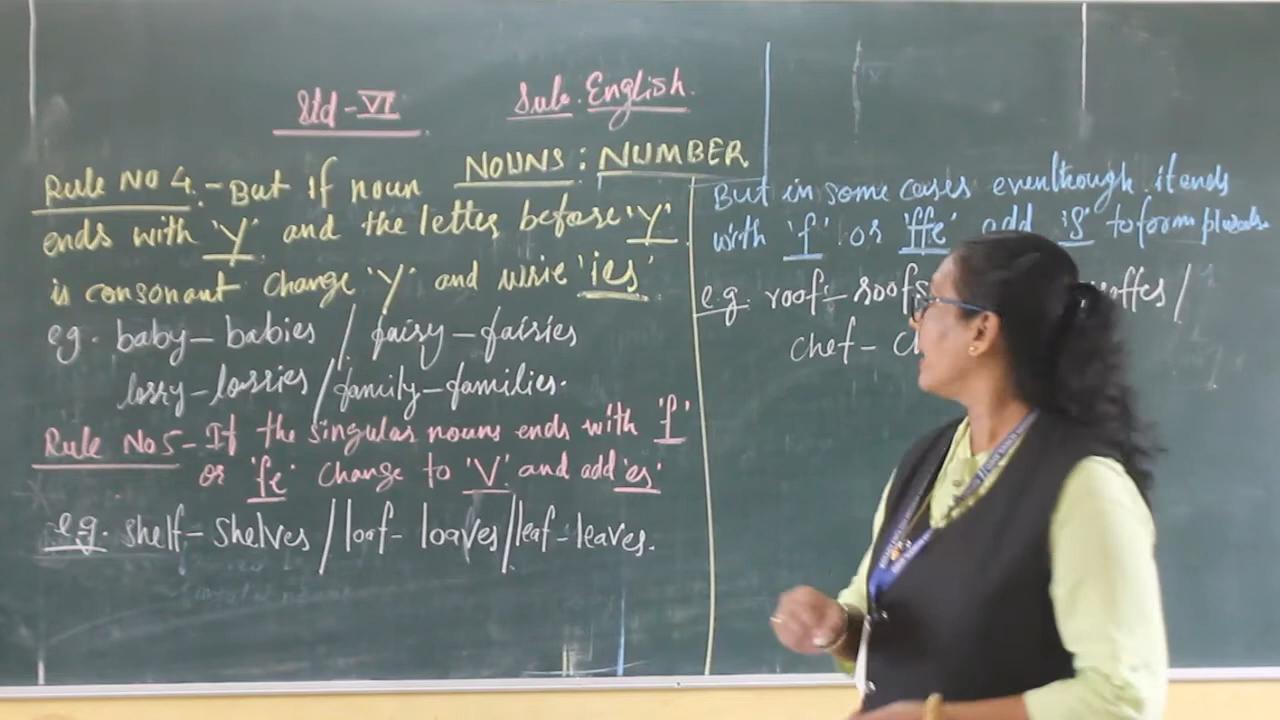 Std-VI
Sub. English.
NOUNS: NUMBER
Rule No 4.-But if noun
ends with 'y' and the letter before 'y'
is consonant change 'y' and write 'ies'
eg. baby-babies / fairy-fairies
lorry-lorries / family-families.
Rule No 5-If the singular nouns ends with 'f'
or 'fe' change to 'V' and add 'es'
e.g. shelf-shelves / loaf- loaves / leaf-leaves.
But in some cases eventhough it ends
with 'f' or 'ffe' add 's' to form plurals
e.g. roof-roofs
chef-